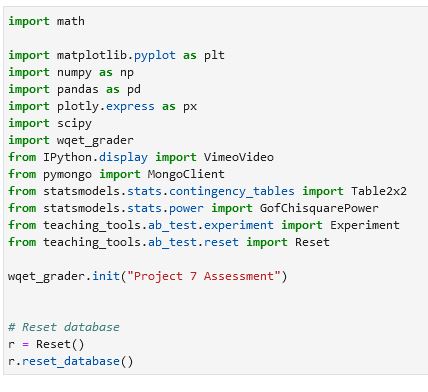 import math
import matplotlib.pyplot as plt
import numpy as np
import pandas as pd
import plotly.express as px
import scipy
import wqet_grader
from IPython.display import VimeoVideo
from pymongo import MongoClient
from statsmodels.stats.contingency_tables import Table2x2
from statsmodels.stats.power import GofChisquarePower
from teaching_tools.ab_test.experiment import Experiment
from teaching_tools.ab_test.reset import Reset
wqet_grader.init("Project 7 Assessment")
# Reset database
r = Reset()
r.reset_database()